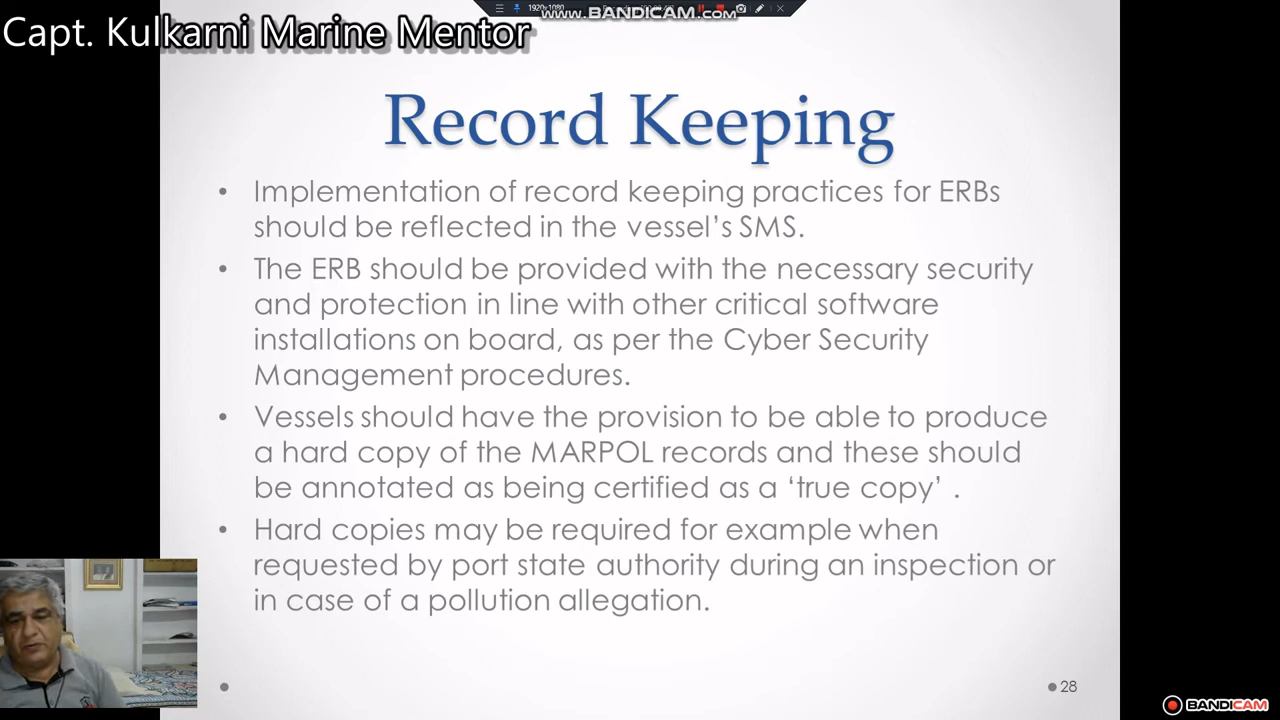 1920x1080
www.BANDICAM.com
Capt. Kulkarni Marine Mentor
Record Keeping
• Implementation of record keeping practices for ERBs
should be reflected in the vessel's SMS.
• The ERB should be provided with the necessary security
and protection in line with other critical software
installations on board, as per the Cyber Security
Management procedures.
• Vessels should have the provision to be able to produce
a hard copy of the MARPOL records and these should
be annotated as being certified as a ‘true copy’ .
• Hard copies may be required for example when
requested by port state authority during an inspection or
in case of a pollution allegation.
28
BANDICAM